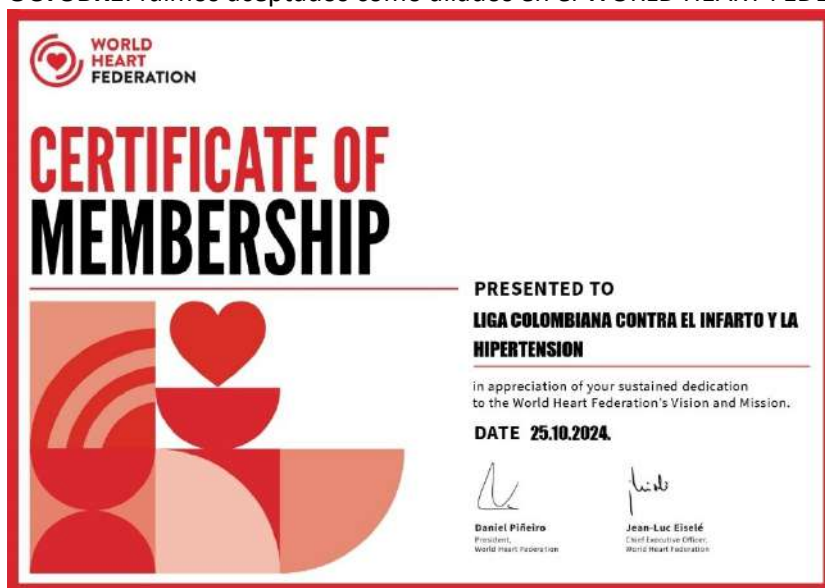 WORLD
HEART
FEDERATION
CERTIFICATE OF
MEMBERSHIP
PRESENTED TO
LIGA COLOMBIANA CONTRA EL INFARTO Y LA
HIPERTENSION
in appreciation of your sustained dedication
to the World Heart Federation's Vision and Mission.
DATE 25.10.2024.
Daniel Piñeiro
President,
World Heart Federation
Jean-Luc Eiselé
Chief Executive Officer,
World Heart Federation